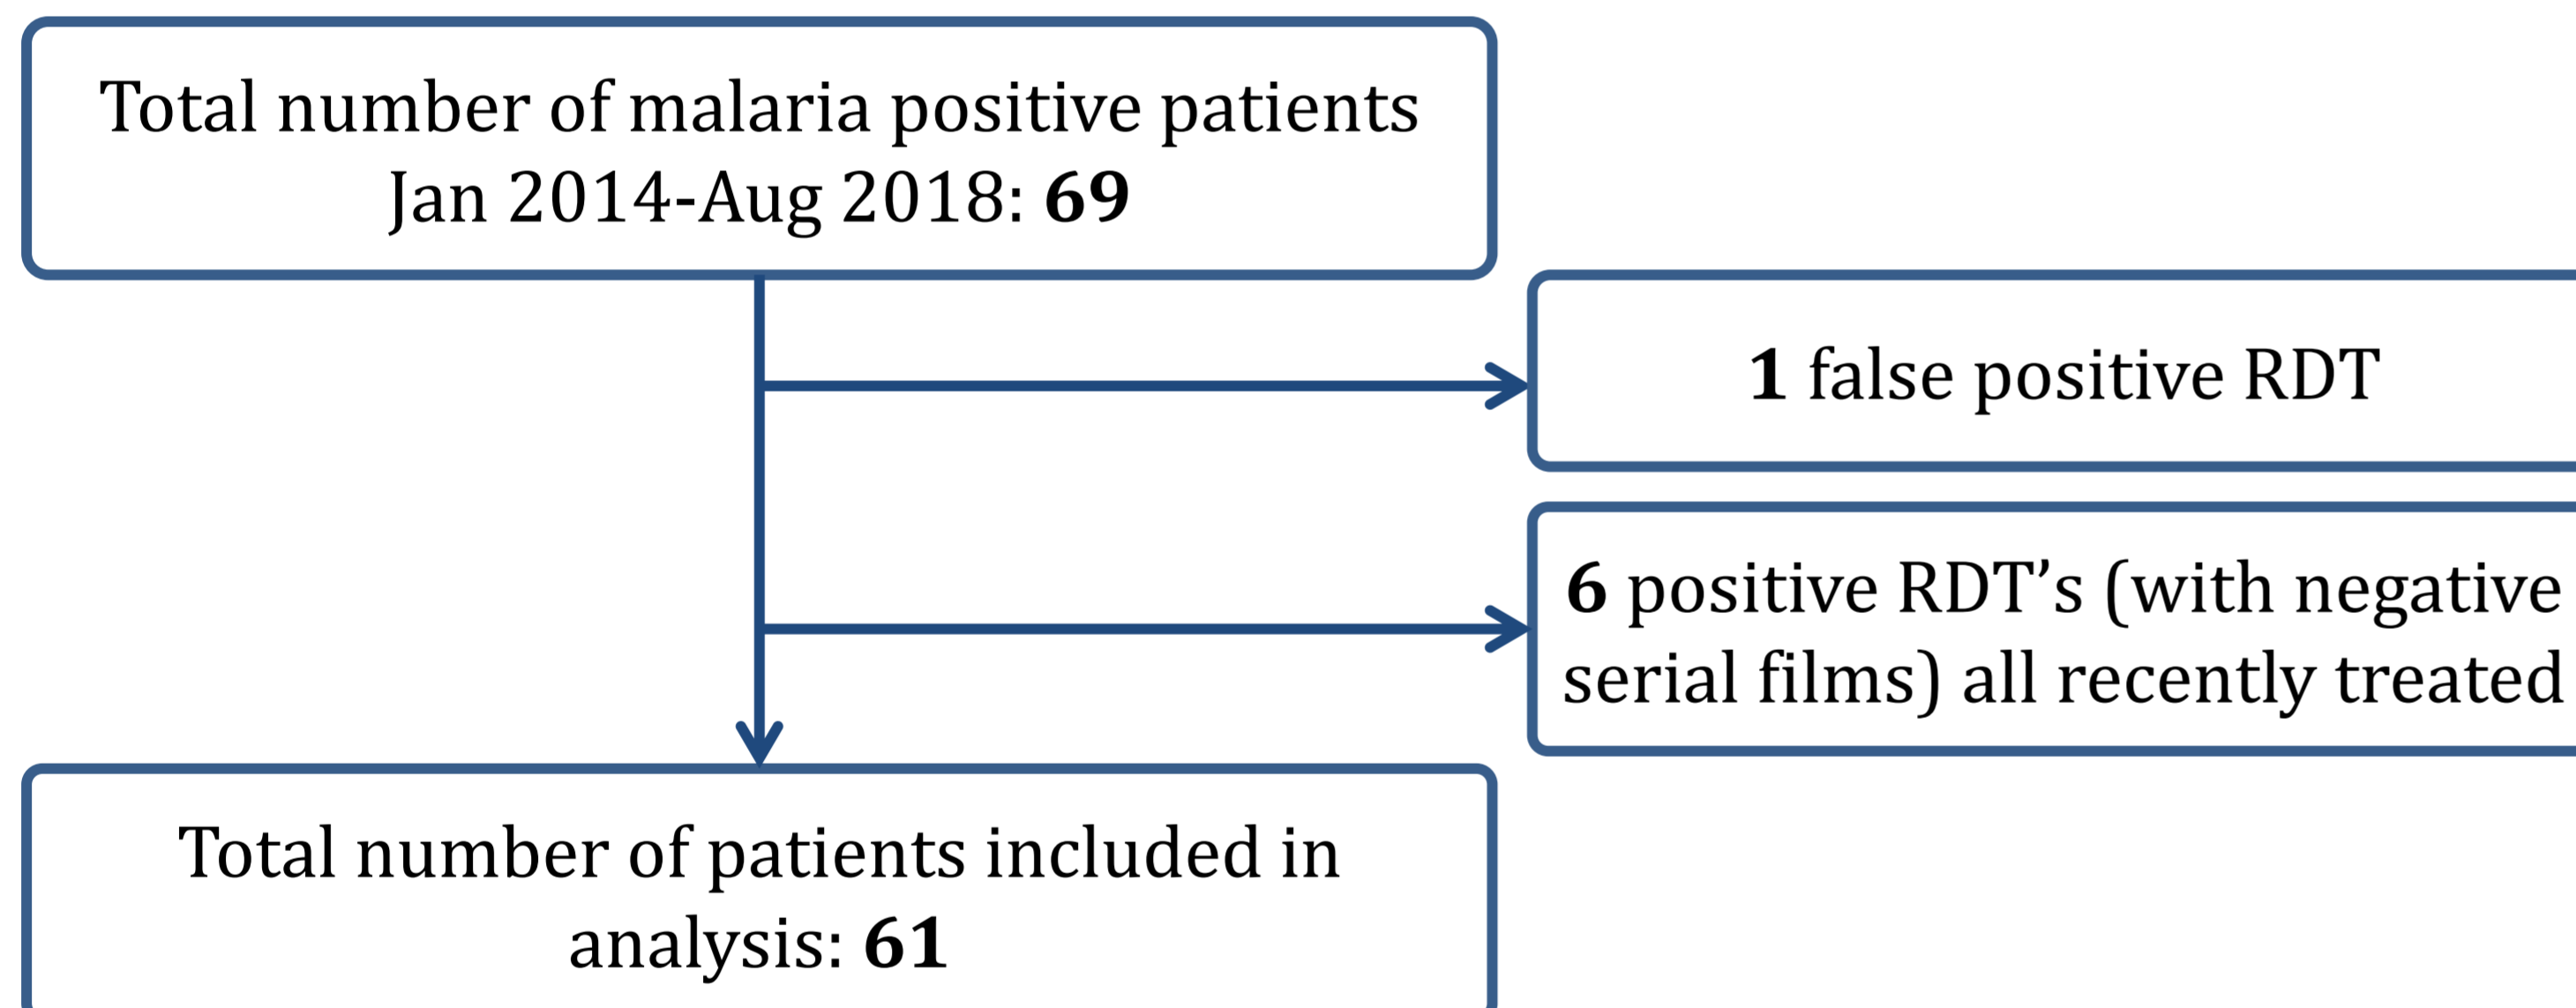 Total number of malaria positive patients
Jan 2014-Aug 2018: 69
1 false positive RDT
6 positive RDT’s (with negative
serial films) all recently treated
Total number of patients included in
analysis: 61